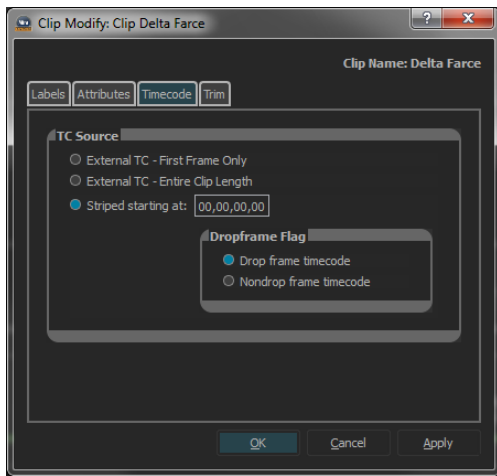 Clip Modify: Clip Delta Farce
Clip Name: Delta Farce
Labels Attributes Timecode Trim
TC Source
External TC - First Frame Only
External TC - Entire Clip Length
Striped starting at: 00,00,00,00
Dropframe Flag
Drop frame timecode
Nondrop frame timecode
OK Cancel Apply